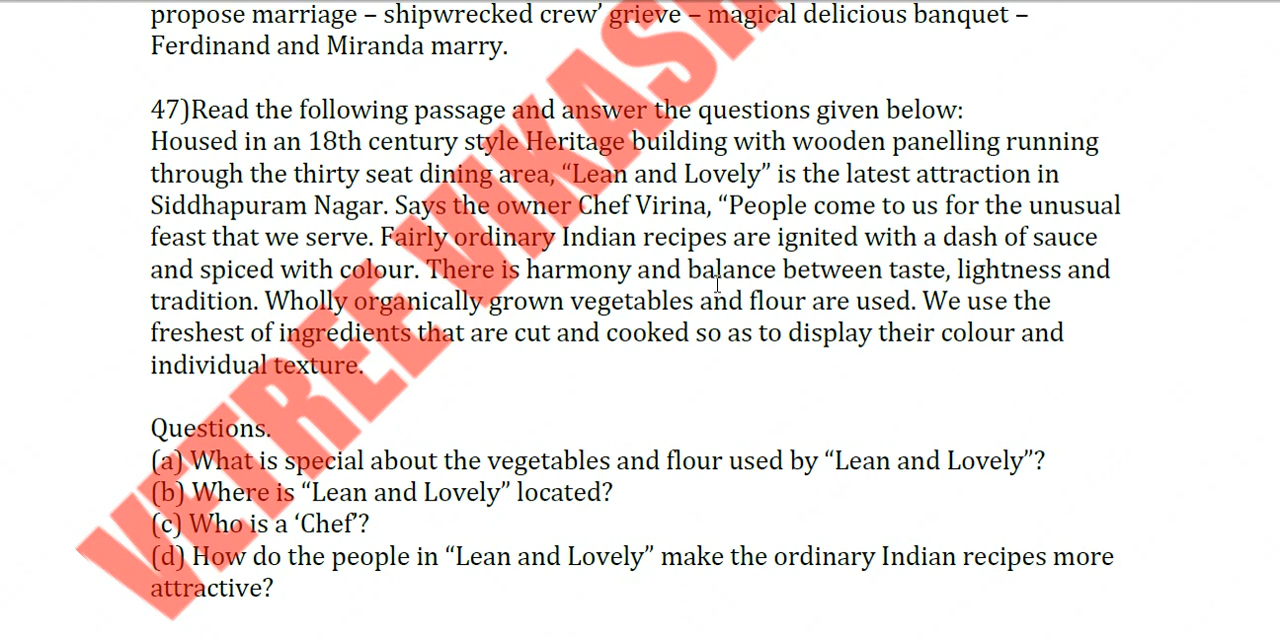 propose marriage – shipwrecked crew’ grieve – magical delicious banquet –
Ferdinand and Miranda marry.
47)Read the following passage and answer the questions given below:
Housed in an 18th century style Heritage building with wooden panelling running
through the thirty seat dining area, “Lean and Lovely” is the latest attraction in
Siddhapuram Nagar. Says the owner Chef Virina, “People come to us for the unusual
feast that we serve. Fairly ordinary Indian recipes are ignited with a dash of sauce
and spiced with colour. There is harmony and balance between taste, lightness and
tradition. Wholly organically grown vegetables and flour are used. We use the
freshest of ingredients that are cut and cooked so as to display their colour and
individual texture.
Questions.
(a) What is special about the vegetables and flour used by “Lean and Lovely”?
(b) Where is “Lean and Lovely” located?
(c) Who is a ‘Chef’?
(d) How do the people in “Lean and Lovely” make the ordinary Indian recipes more
attractive?
VETREE VIKASH